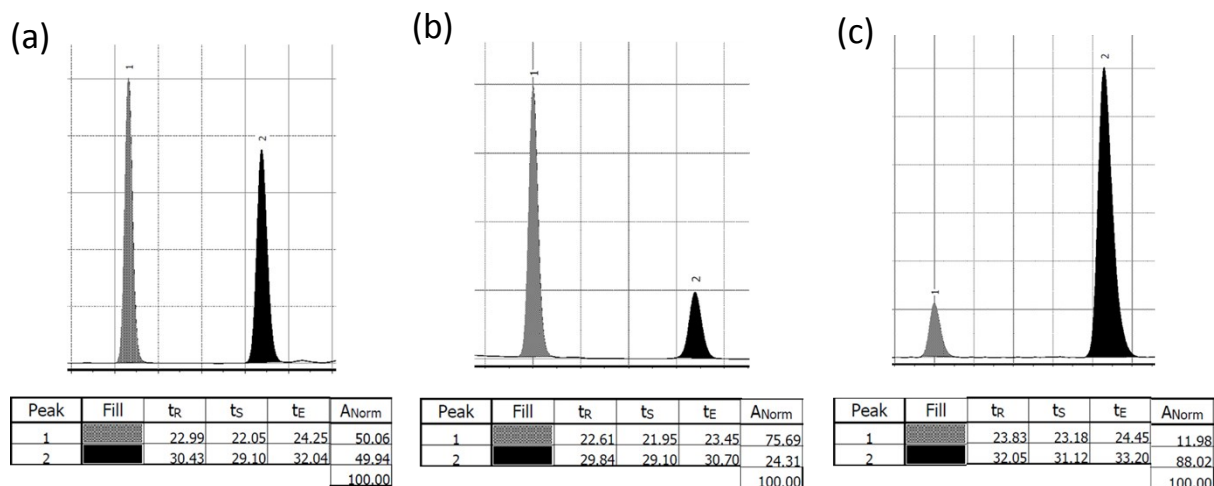 (a)
1
2
Peak Fill tR tS tE ANorm
1 22.99 22.05 24.25 50.06
2 30.43 29.10 32.04 49.94
100.00
(b)
1
2
Peak Fill tR tS tE ANorm
1 22.61 21.95 23.45 75.69
2 29.84 29.10 30.70 24.31
100.00
(c)
1
2
Peak Fill tR tS tE ANorm
1 23.83 23.18 24.45 11.98
2 32.05 31.12 33.20 88.02
100.00